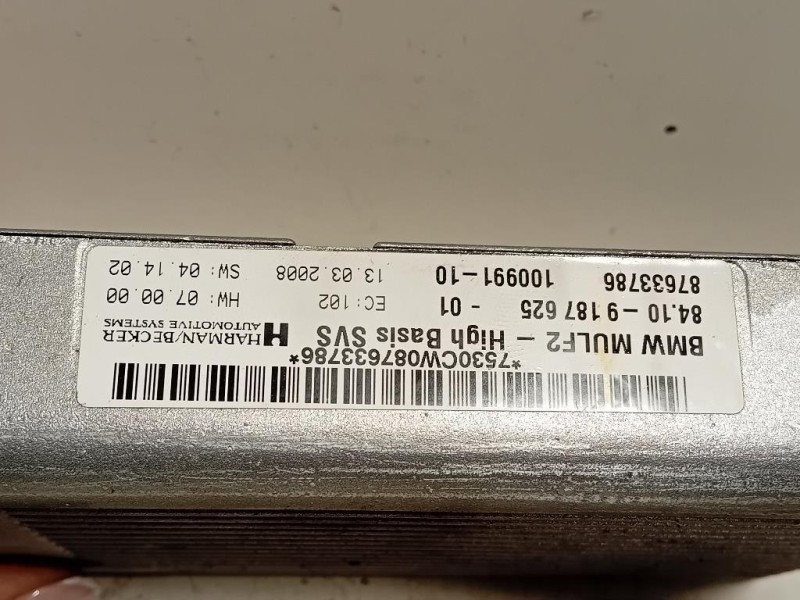 *7530CW087633786*
BMW MULF2 – High Basis SVS
HARMAN/BECKER
AUTOMOTIVE SYSTEMS
84.10-9 187 625 - 01 EC:102 HW: 07.00.00
87633786 100991-10 13.03.2008 SW: 04.14.02